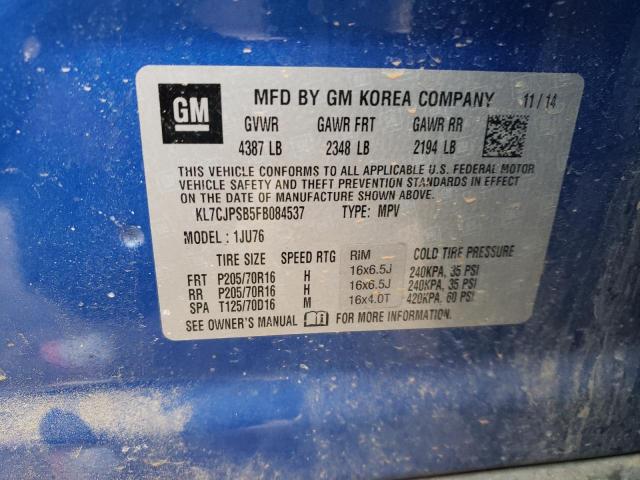 GM MFD BY GM KOREA COMPANY 11/14
GVWR GAWR FRT GAWR RR
4387 LB 2348 LB 2194 LB
THIS VEHICLE CONFORMS TO ALL APPLICABLE U.S. FEDERAL MOTOR
VEHICLE SAFETY AND THEFT PREVENTION STANDARDS IN EFFECT
ON THE DATE OF MANUFACTURE SHOWN ABOVE.
KL7CJPSB5FB084537 TYPE: MPV
MODEL: 1JU76
TIRE SIZE SPEED RTG RIM COLD TIRE PRESSURE
FRT P205/70R16 H 16x6.5J 240KPA, 35 PSI
RR P205/70R16 H 16x6.5J 240KPA, 35 PSI
SPA T125/70D16 M 16x4.0T 420KPA, 60 PSI
SEE OWNER'S MANUAL FOR MORE INFORMATION.